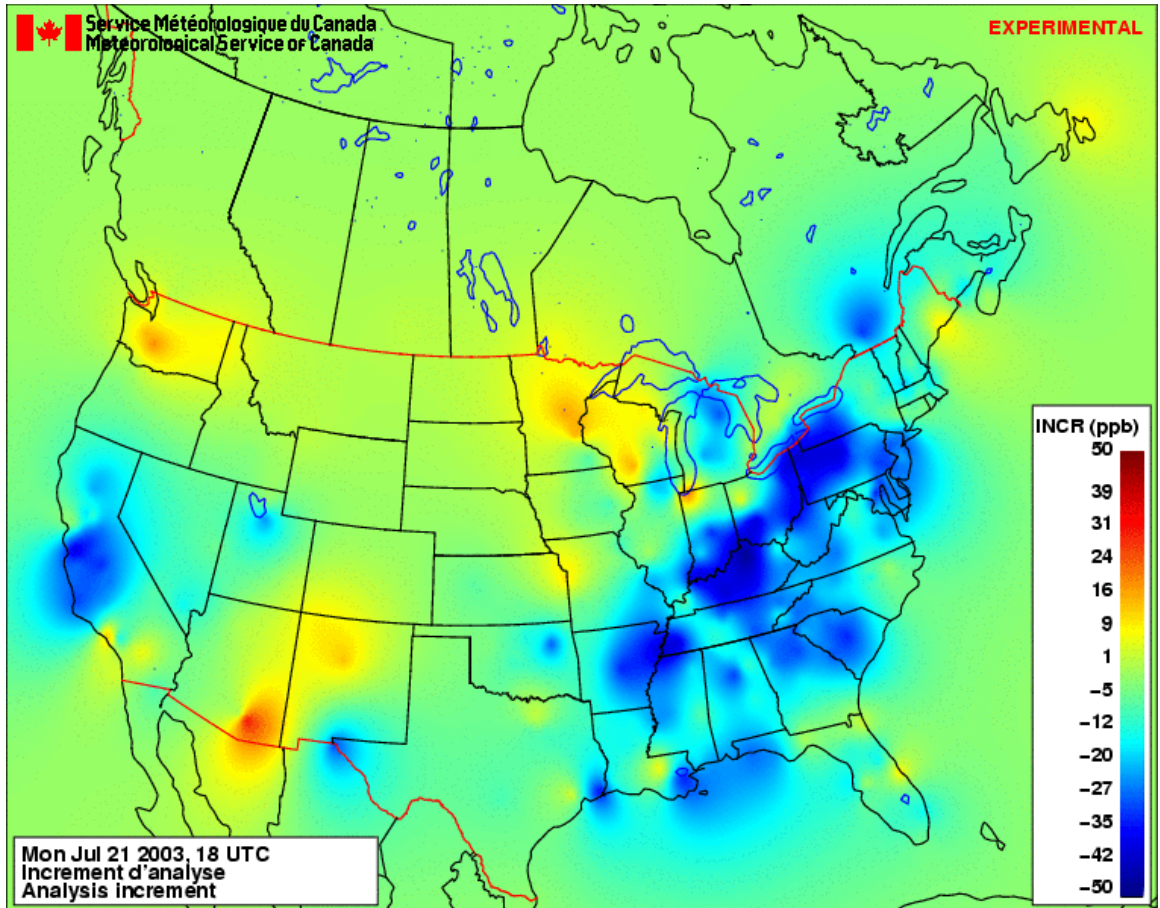 Service Météorologique du Canada
Meteorological Service of Canada
EXPERIMENTAL
INCR (ppb)
50
39
31
24
16
9
1
−5
−12
−20
−27
−35
−42
−50
Mon Jul 21 2003, 18 UTC
Increment d'analyse
Analysis increment